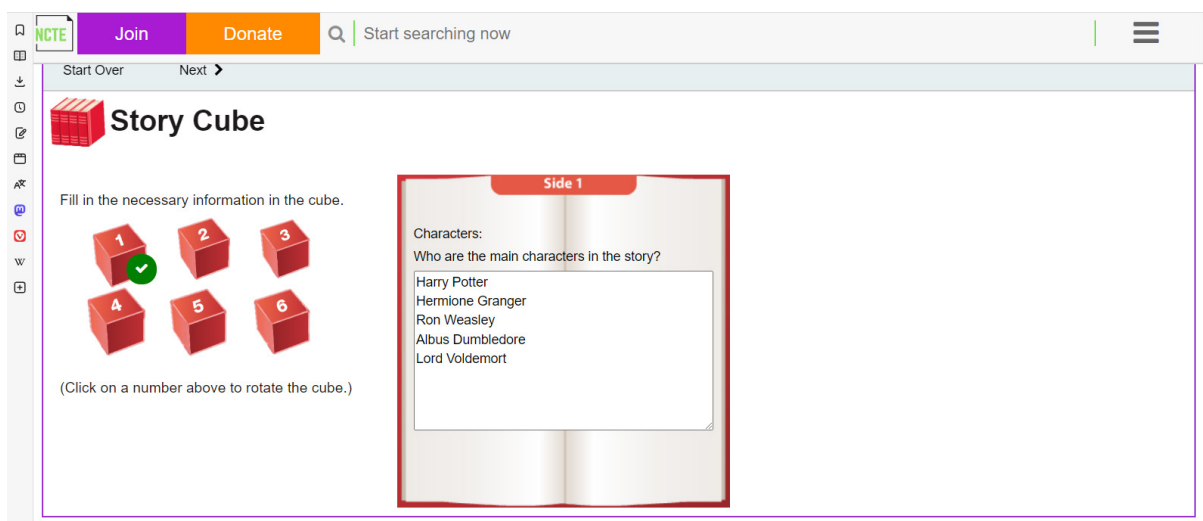 NCTE
Join
Donate
Start searching now
Start Over
Next
Story Cube
Fill in the necessary information in the cube.
1
2
3
4
5
6
(Click on a number above to rotate the cube.)
Side 1
Characters:
Who are the main characters in the story?
Harry Potter
Hermione Granger
Ron Weasley
Albus Dumbledore
Lord Voldemort